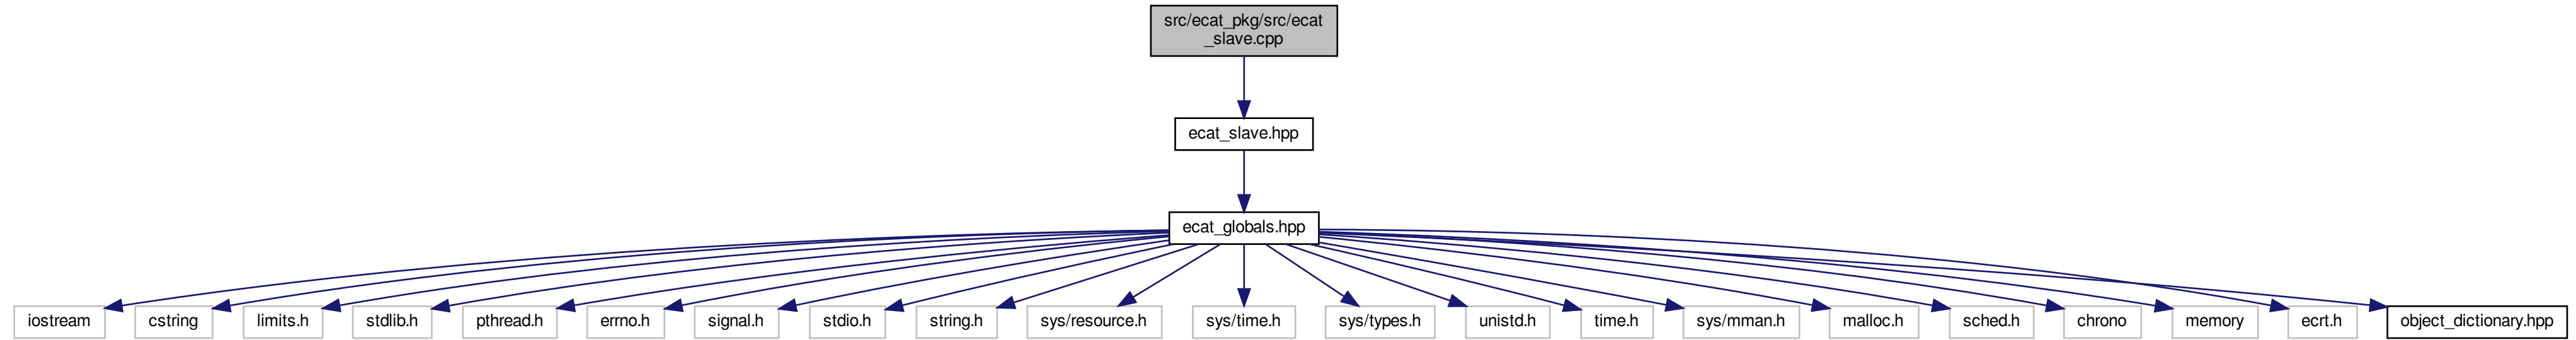 src/ecat_pkg/src/ecat
_slave.cpp
ecat_slave.hpp
ecat_globals.hpp
iostream
cstring
limits.h
stdlib.h
pthread.h
errno.h
signal.h
stdio.h
string.h
sys/resource.h
sys/time.h
sys/types.h
unistd.h
time.h
sys/mman.h
malloc.h
sched.h
chrono
memory
ecrt.h
object_dictionary.hpp